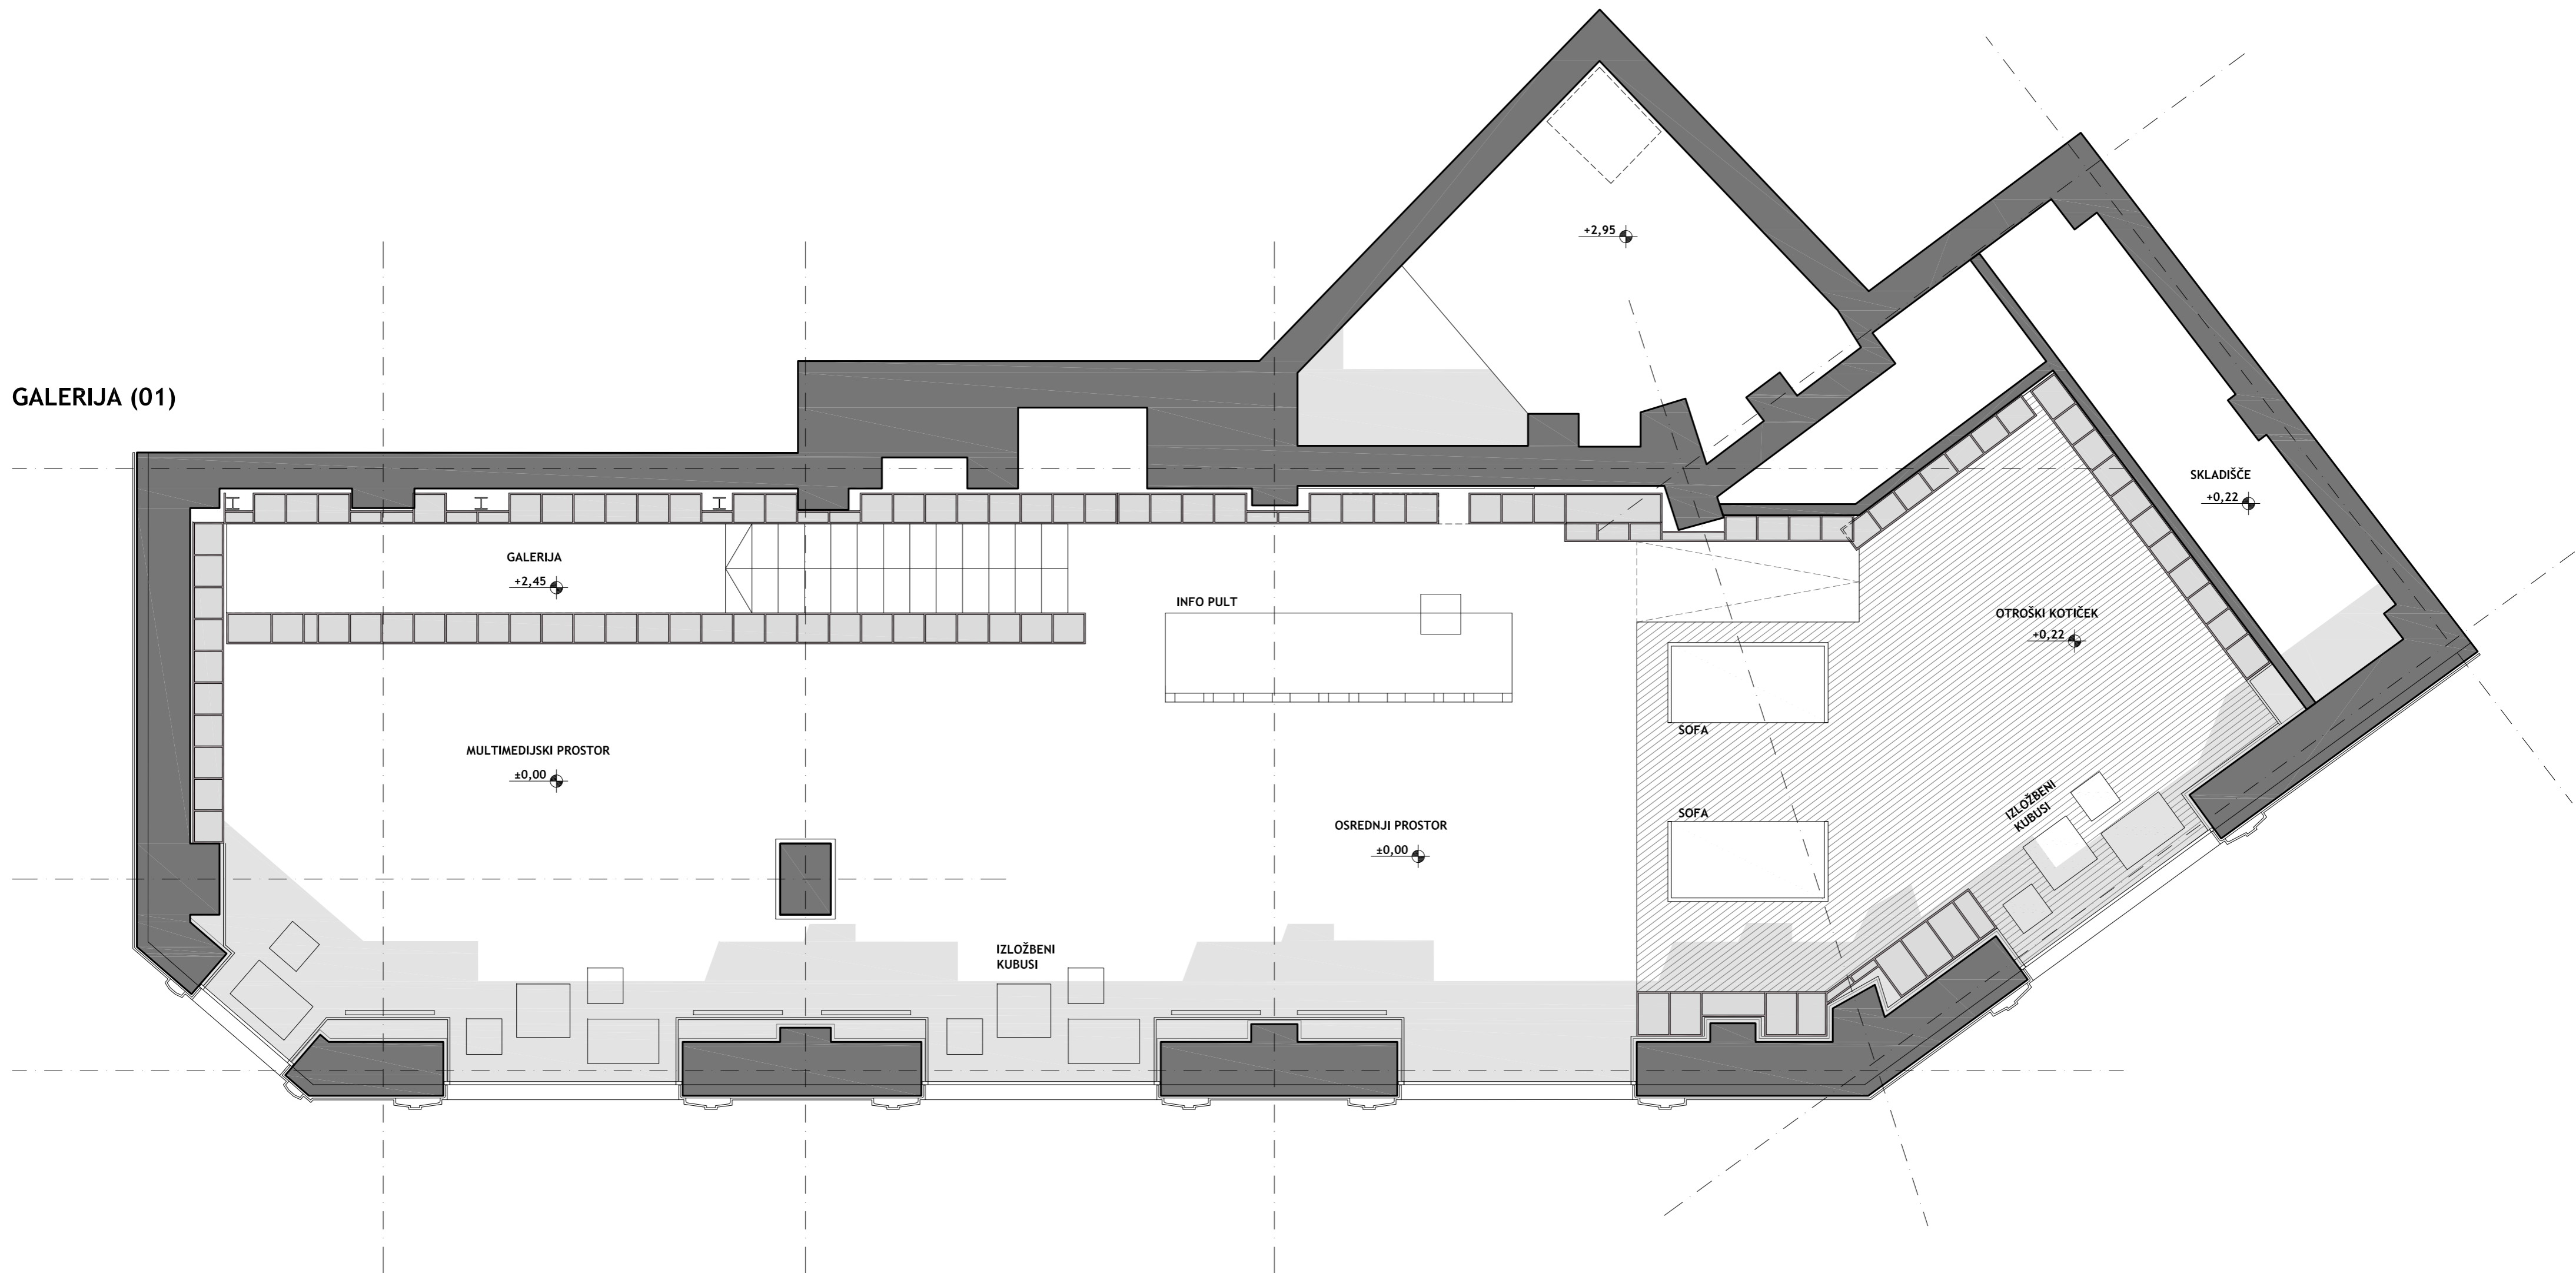 +2,95
GALERIJA (01)
SKLADIŠČE
+0,22
GALERIJA
+2,45
INFO PULT
OTROŠKI KOTIČEK
+0,22
SOFA
MULTIMEDIJSKI PROSTOR
±0,00
IZLOŽBENI
KUBUSI
SOFA
OSREDNJI PROSTOR
±0,00
IZLOŽBENI
KUBUSI